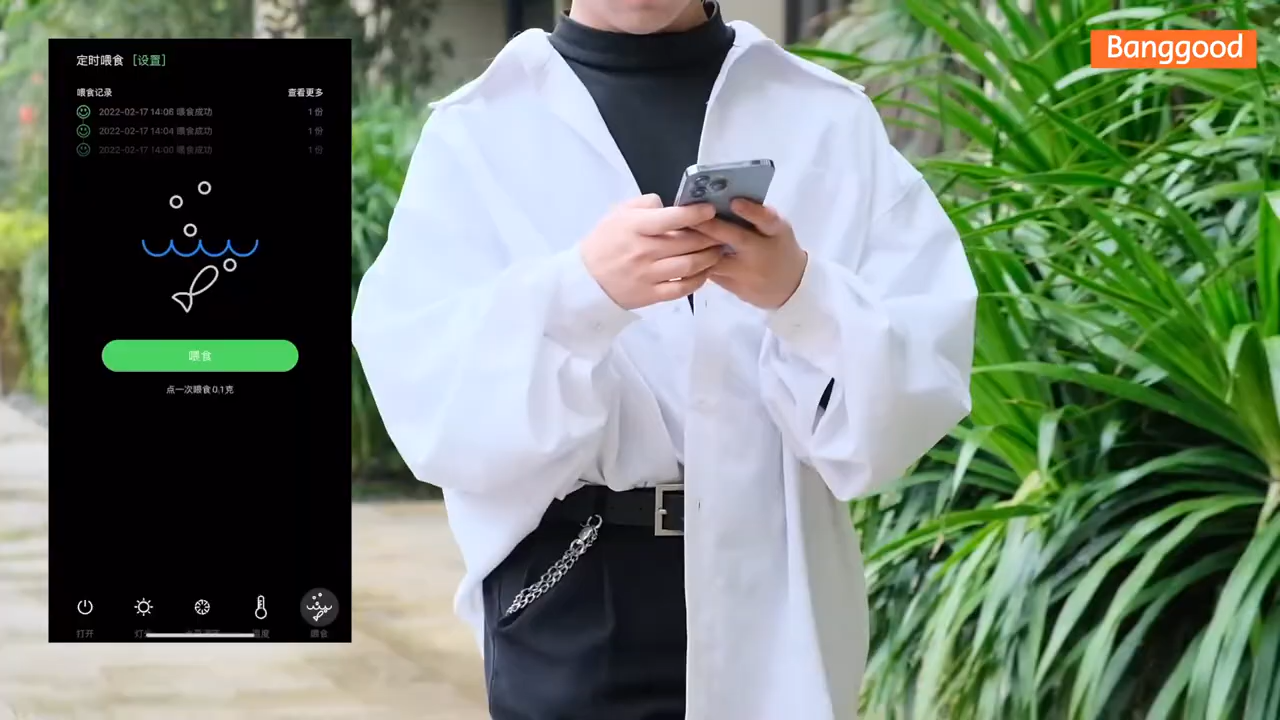 Banggood
定时喂食 [设置]
喂食记录 查看更多
2022-02-17 14:06 喂食成功 1 份
2022-02-17 14:04 喂食成功 1 份
2022-02-17 14:00 喂食成功 1 份
喂食
点一次喂食0.1克
打开 喂食